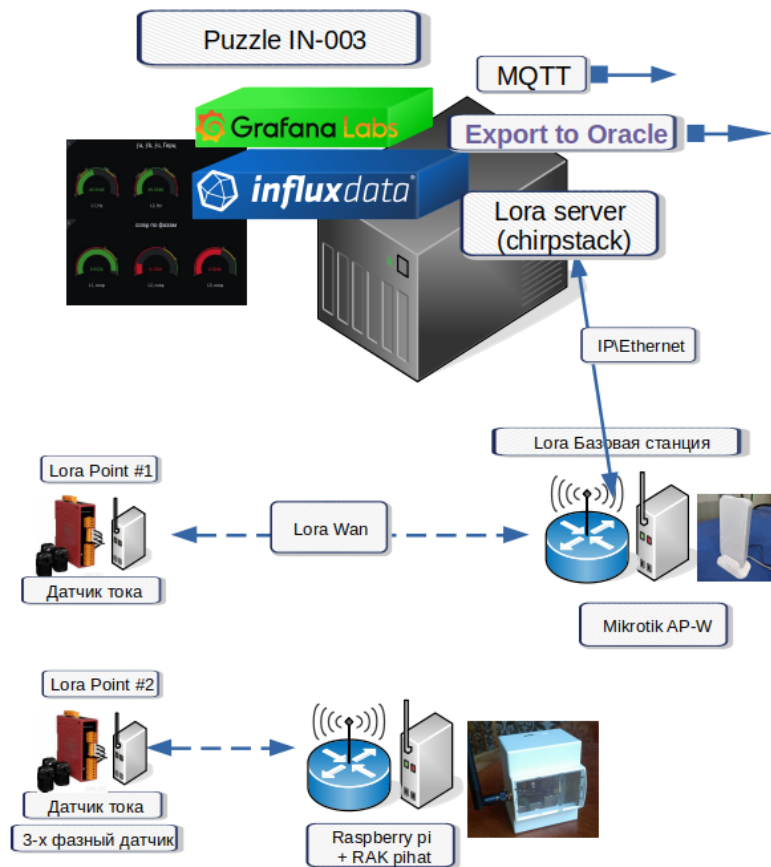 Puzzle IN-003
MQTT
Grafana Labs
Export to Oracle
influxdata®
Lora server
(chirpstack)
IP\Ethernet
Lora Базовая станция
Lora Point #1
Lora Wan
Датчик тока
Mikrotik AP-W
Lora Point #2
Датчик тока
3-х фазный датчик
Raspberry pi
+ RAK pihat